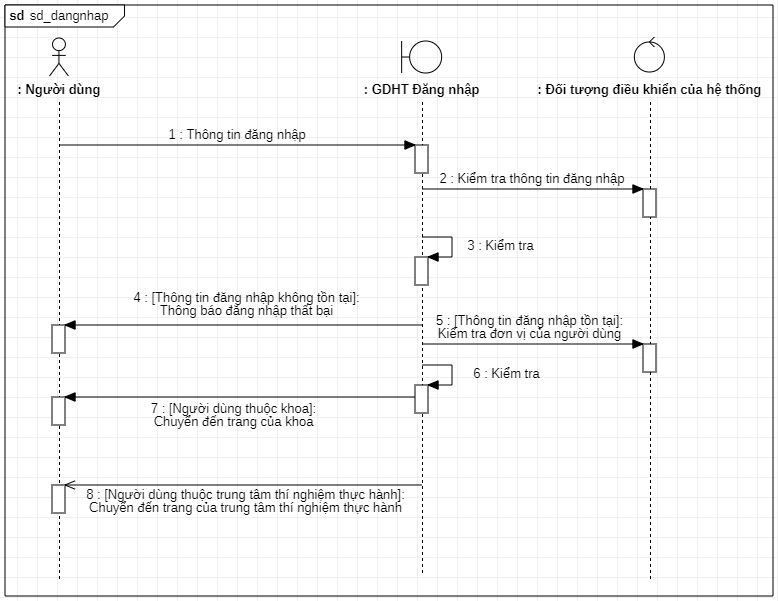 sd sd_dangnhap
: Người dùng
: GDHT Đăng nhập
: Đối tượng điều khiển của hệ thống
1 : Thông tin đăng nhập
2 : Kiểm tra thông tin đăng nhập
3 : Kiểm tra
4 : [Thông tin đăng nhập không tồn tại]:
Thông báo đăng nhập thất bại
5 : [Thông tin đăng nhập tồn tại]:
Kiểm tra đơn vị của người dùng
6 : Kiểm tra
7 : [Người dùng thuộc khoa]:
Chuyển đến trang của khoa
8 : [Người dùng thuộc trung tâm thí nghiệm thực hành]:
Chuyển đến trang của trung tâm thí nghiệm thực hành